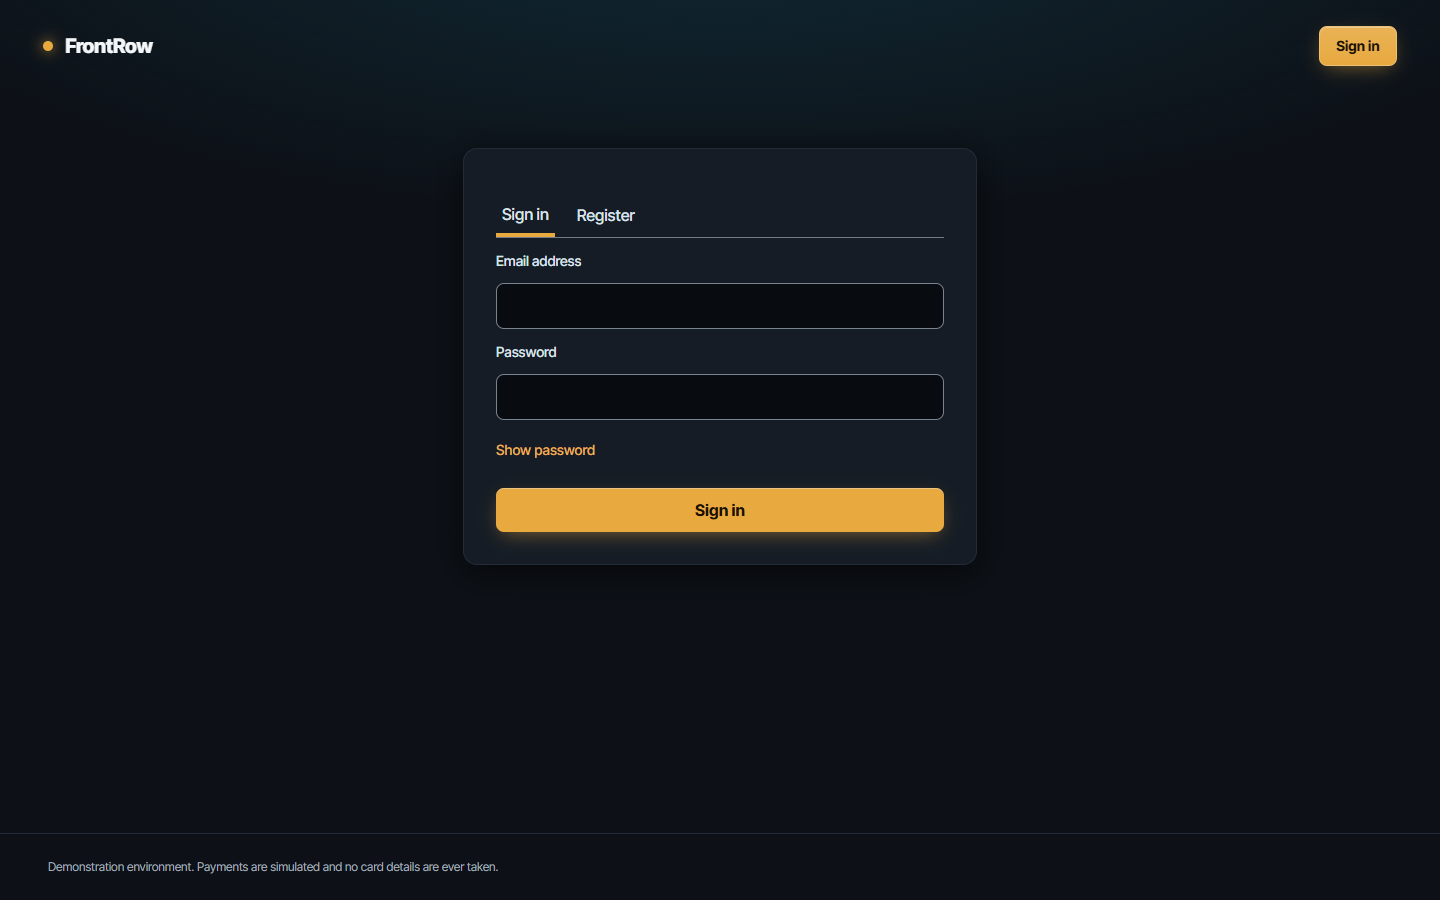 FrontRow
Sign in
Sign in
Register
Email address
Password
Show password
Sign in
Demonstration environment. Payments are simulated and no card details are ever taken.